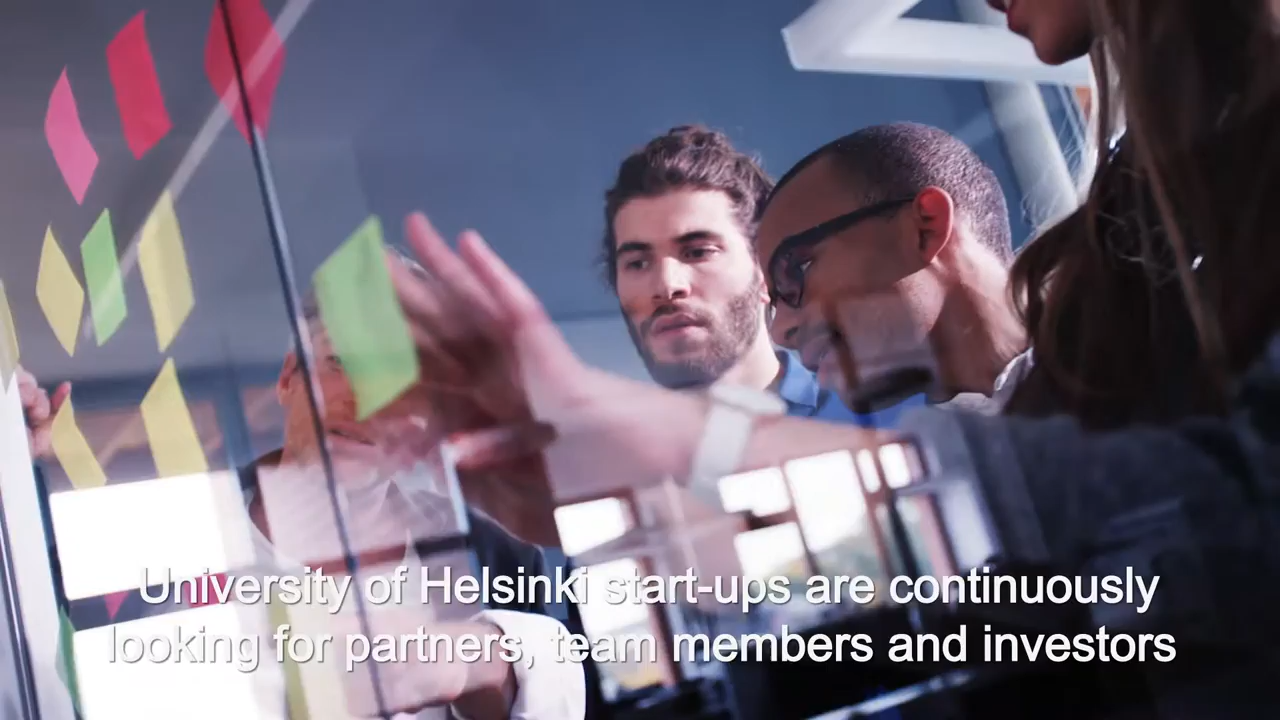 University of Helsinki start-ups are continuously
looking for partners, team members and investors